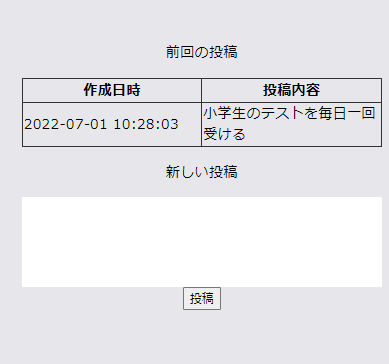 前回の投稿
作成日時 投稿内容
2022-07-01 10:28:03 小学生のテストを毎日一回
受ける
新しい投稿
投稿